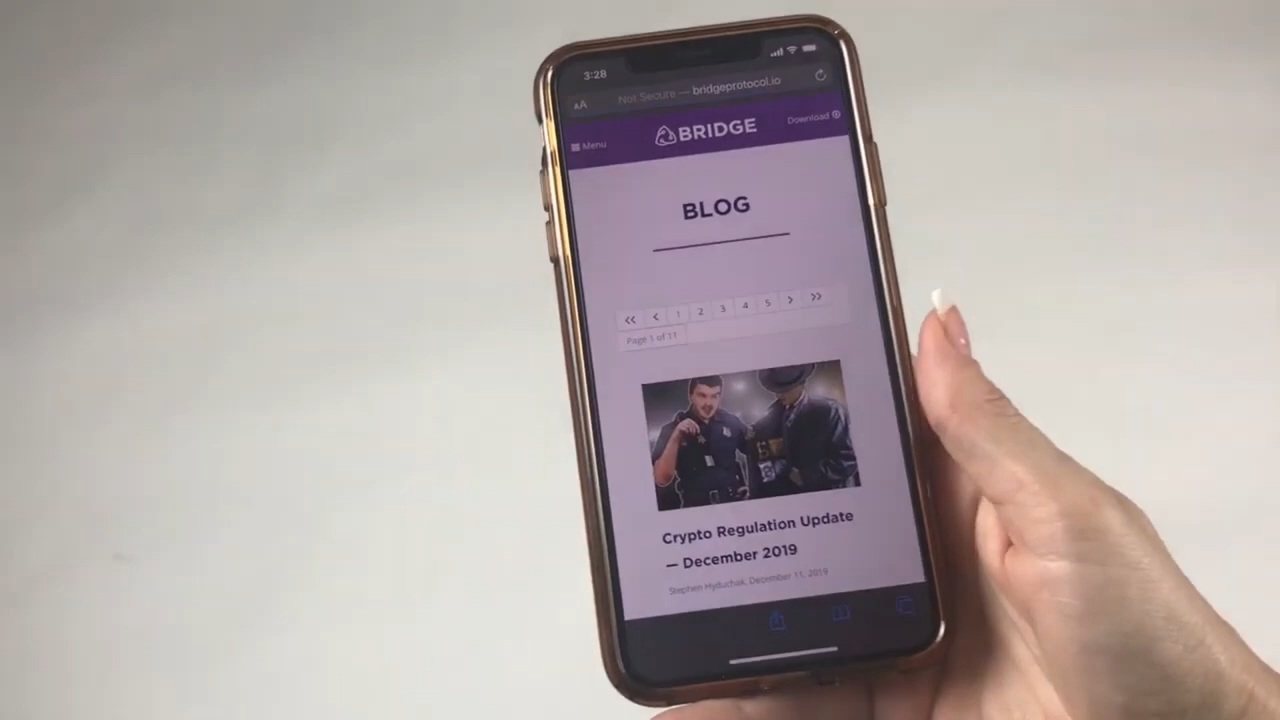 3:28
AA Not Secure — bridgeprotocol.io
Menu BRIDGE Download
BLOG
<< < 1 2 3 4 5 > >>
Page 1 of 11
Crypto Regulation Update
— December 2019
Stephen Hyduchak, December 11, 2019